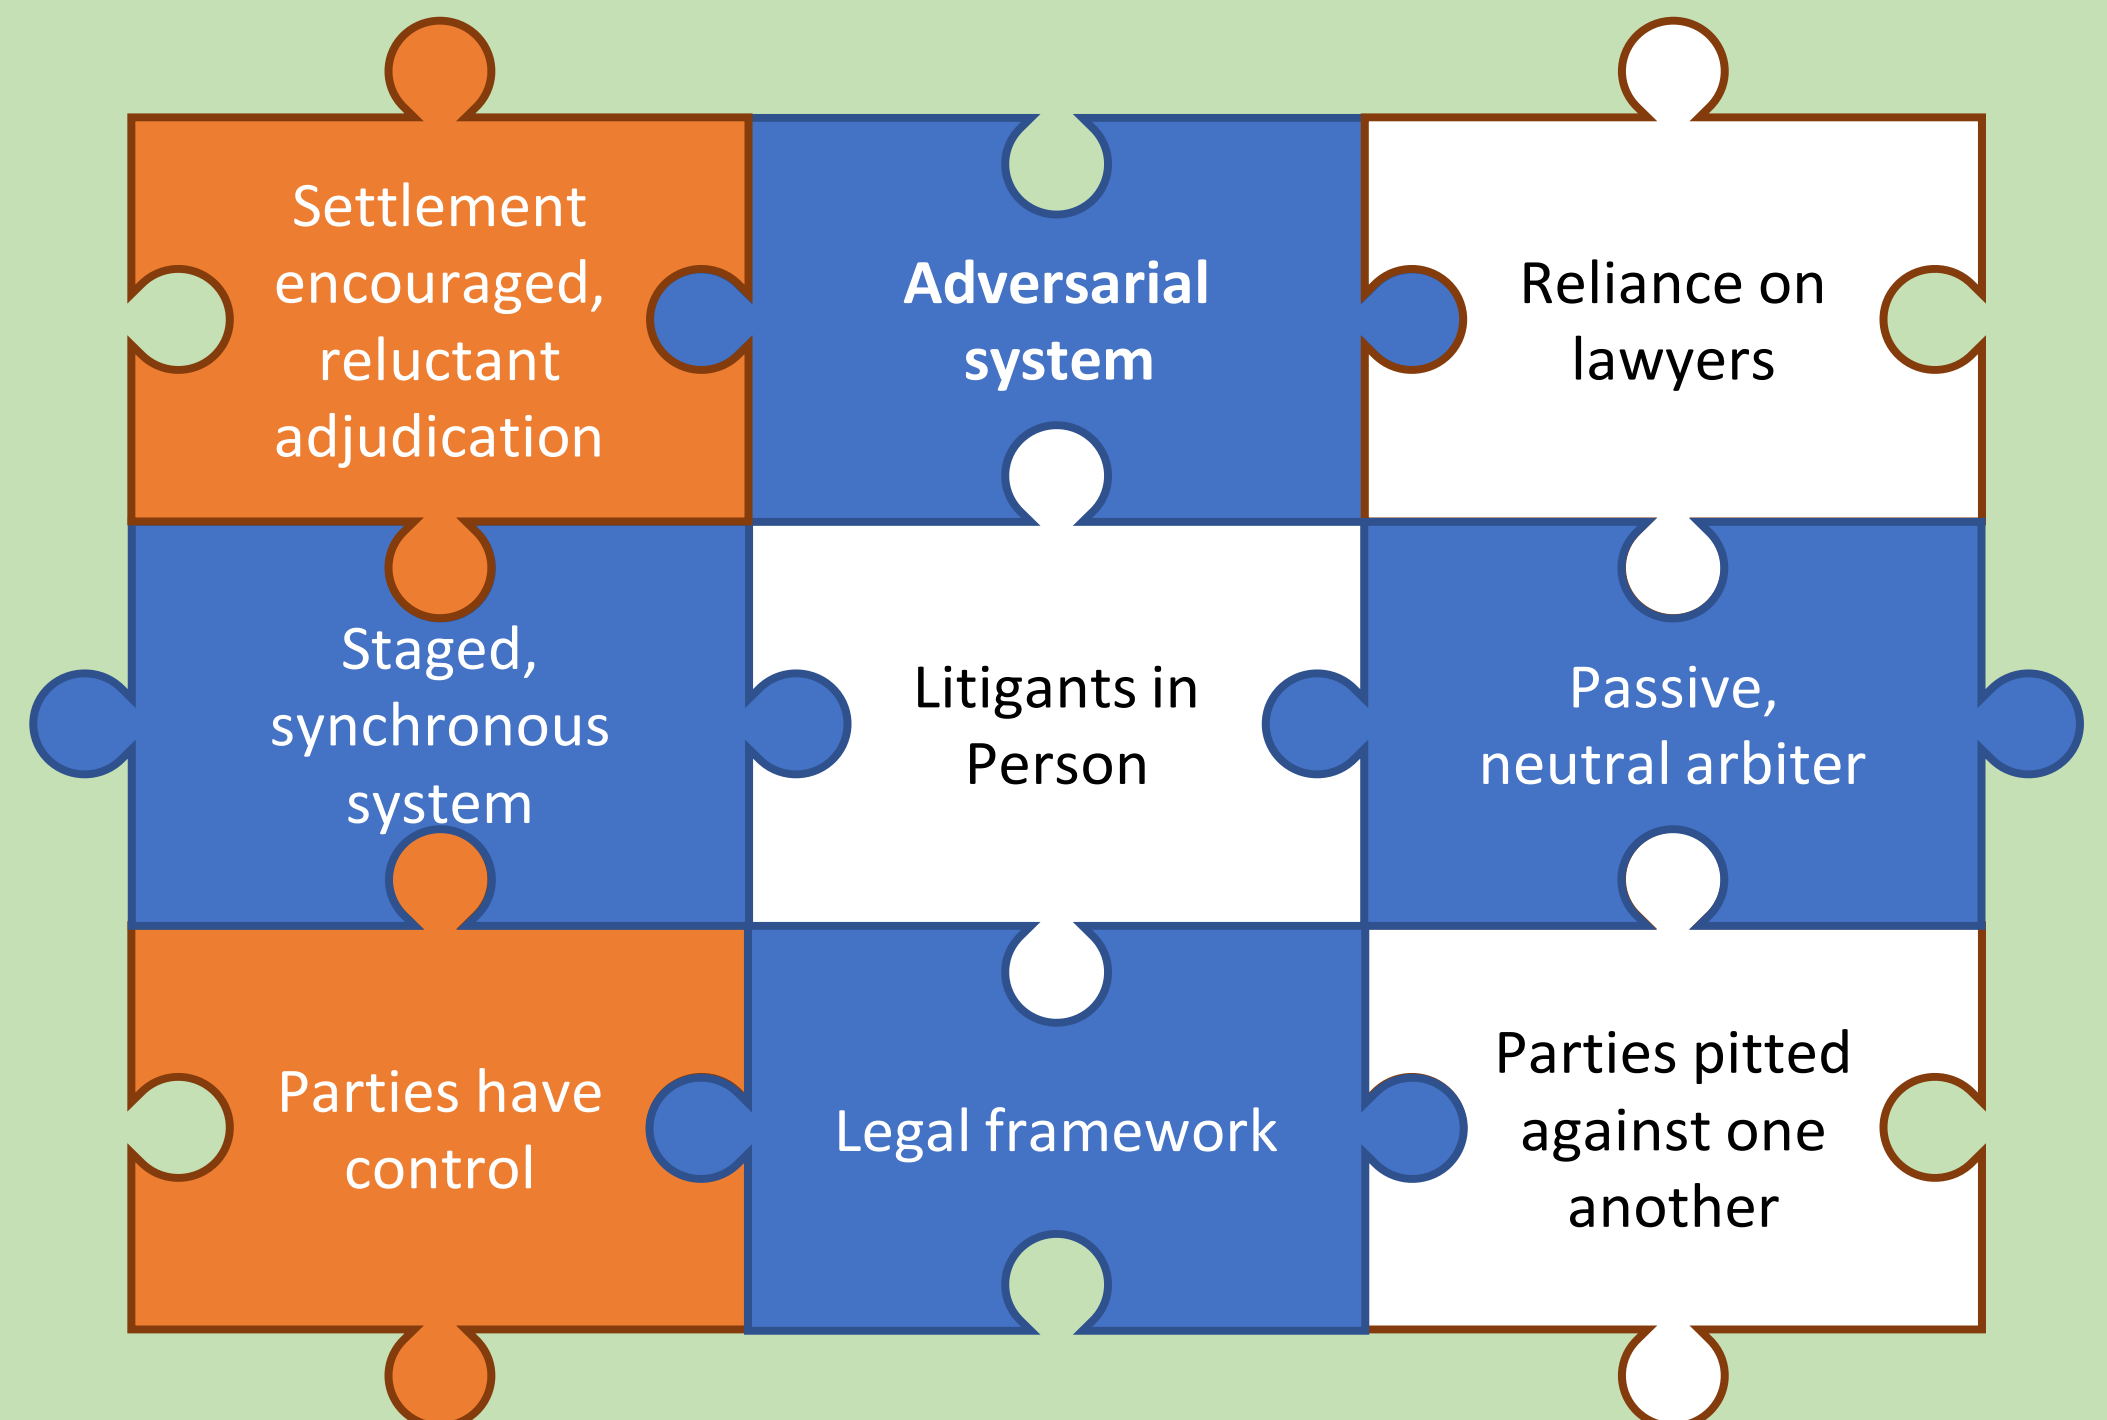 Settlement
encouraged,
reluctant
adjudication
Adversarial
system
Reliance on
lawyers
Staged,
synchronous
system
Litigants in
Person
Passive,
neutral arbiter
Parties have
control
Legal framework
Parties pitted
against one
another